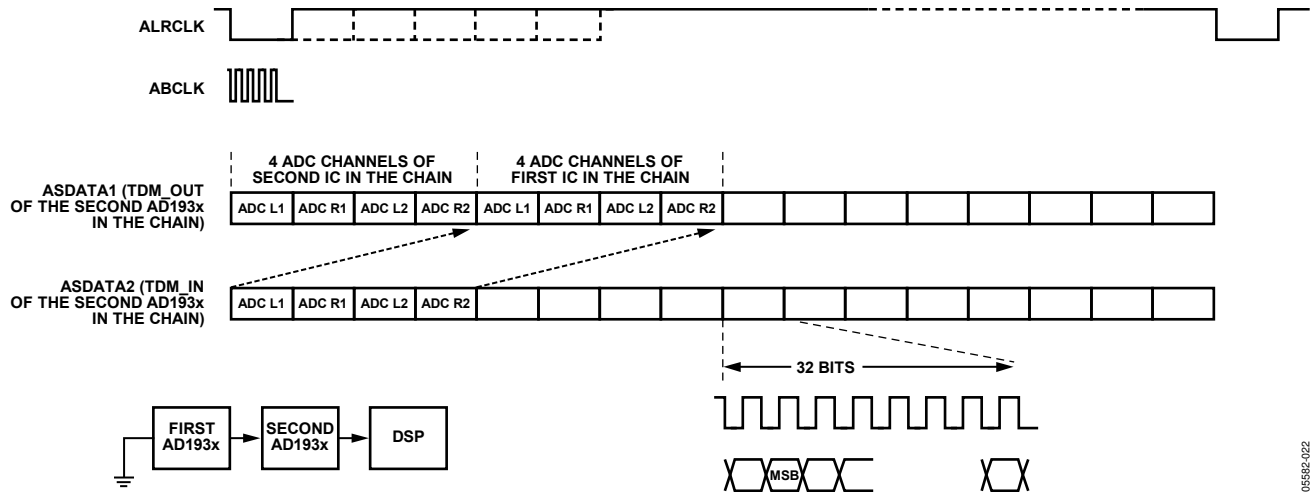 ALRCLK
ABCLK
4 ADC CHANNELS OF
SECOND IC IN THE CHAIN
4 ADC CHANNELS OF
FIRST IC IN THE CHAIN
ASDATA1 (TDM_OUT
OF THE SECOND AD193x
IN THE CHAIN)
ADC L1 ADC R1 ADC L2 ADC R2 ADC L1 ADC R1 ADC L2 ADC R2
ASDATA2 (TDM_IN
OF THE SECOND AD193x
IN THE CHAIN)
ADC L1 ADC R1 ADC L2 ADC R2
32 BITS
FIRST
AD193x
SECOND
AD193x
DSP
MSB
05582-022